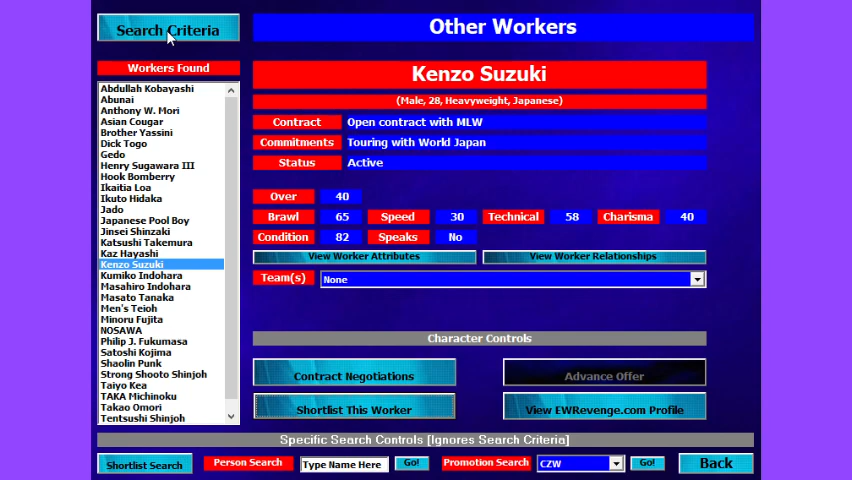 Search Criteria
Other Workers
Workers Found
Abdullah Kobayashi
Abunai
Anthony W. Mori
Asian Cougar
Brother Yassini
Dick Togo
Gedo
Henry Sugawara III
Hook Bomberry
Ikaitia Loa
Ikuto Hidaka
Jado
Japanese Pool Boy
Jinsei Shinzaki
Katsushi Takemura
Kaz Hayashi
Kenzo Suzuki
Kumiko Indohara
Masahiro Indohara
Masato Tanaka
Men's Teioh
Minoru Fujita
NOSAWA
Philip J. Fukumasa
Satoshi Kojima
Shaolin Punk
Strong Shooto Shinjoh
Taiyo Kea
TAKA Michinoku
Takao Omori
Tentsushi Shinjoh
Kenzo Suzuki
(Male, 28, Heavyweight, Japanese)
Contract Open contract with MLW
Commitments Touring with World Japan
Status Active
Over 40
Brawl 65 Speed 30 Technical 58 Charisma 40
Condition 82 Speaks No
View Worker Attributes View Worker Relationships
Team(s) None
Character Controls
Contract Negotiations Advance Offer
Shortlist This Worker View EWRevenge.com Profile
Specific Search Controls [Ignores Search Criteria]
Shortlist Search Person Search Type Name Here Go! Promotion Search CZW Go! Back